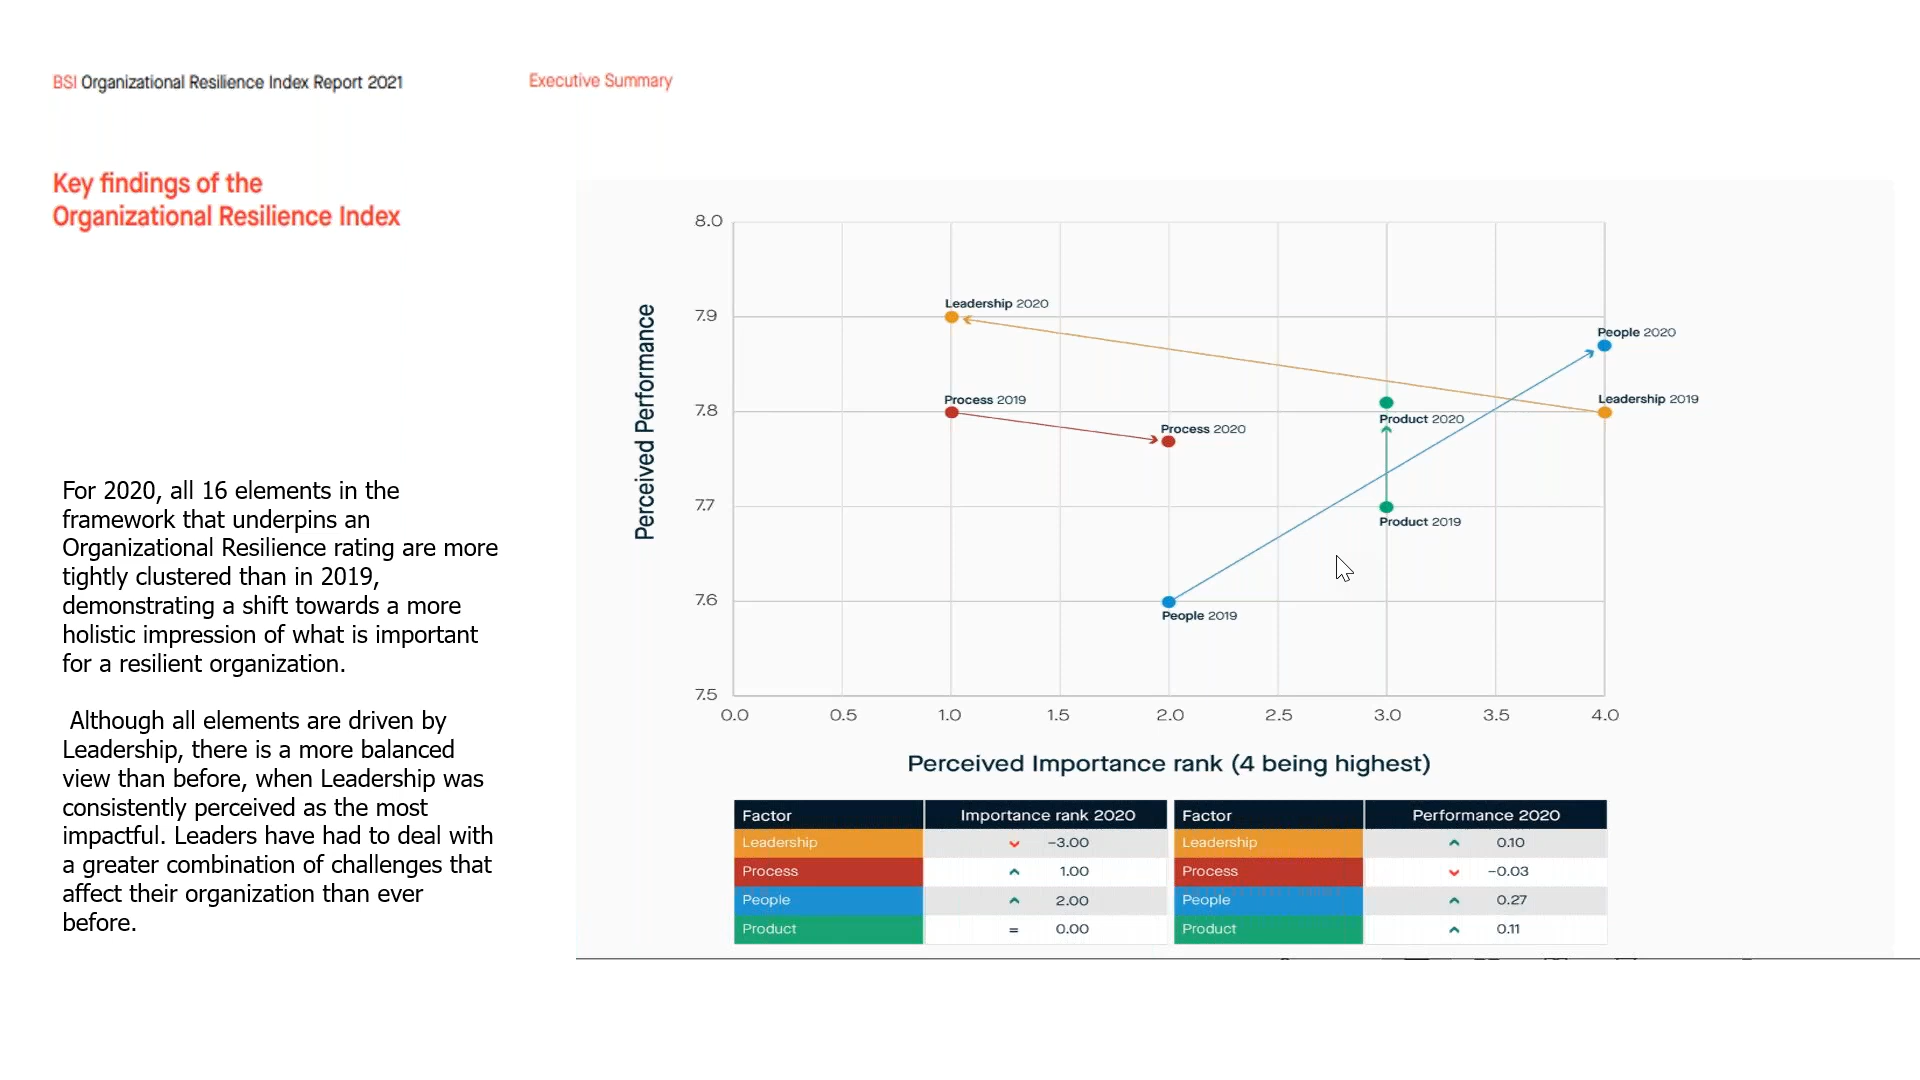 BSI Organizational Resilience Index Report 2021
Executive Summary
Key findings of the
Organizational Resilience Index
For 2020, all 16 elements in the
framework that underpins an
Organizational Resilience rating are more
tightly clustered than in 2019,
demonstrating a shift towards a more
holistic impression of what is important
for a resilient organization.
Although all elements are driven by
Leadership, there is a more balanced
view than before, when Leadership was
consistently perceived as the most
impactful. Leaders have had to deal with
a greater combination of challenges that
affect their organization than ever
before.
Perceived Performance
8.0
7.9
7.8
7.7
7.6
7.5
Leadership 2020
People 2020
Process 2019
Leadership 2019
Product 2020
Process 2020
Product 2019
People 2019
0.0 0.5 1.0 1.5 2.0 2.5 3.0 3.5 4.0
Perceived Importance rank (4 being highest)
Factor Importance rank 2020 Factor Performance 2020
Leadership −3.00 Leadership 0.10
Process 1.00 Process −0.03
People 2.00 People 0.27
Product = 0.00 Product 0.11